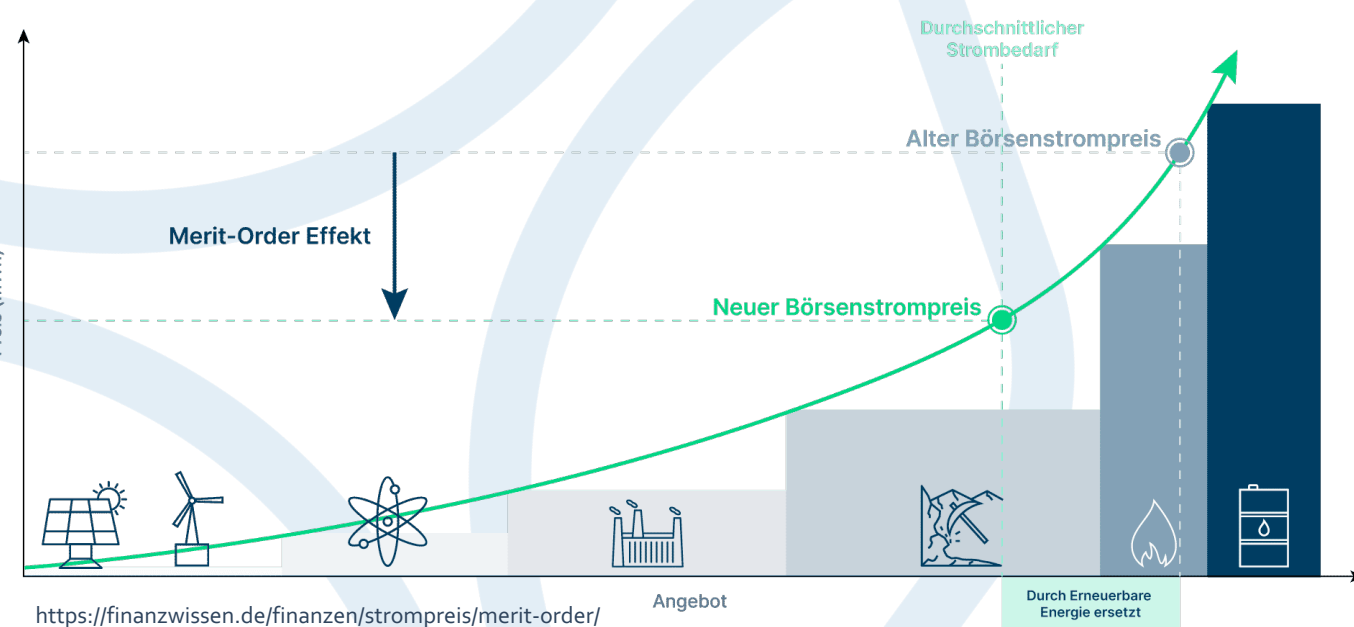 Durchschnittlicher
Strombedarf
Alter Börsenstrompreis
Merit-Order Effekt
Neuer Börsenstrompreis
Angebot
Durch Erneuerbare
Energie ersetzt
https://finanzwissen.de/finanzen/strompreis/merit-order/